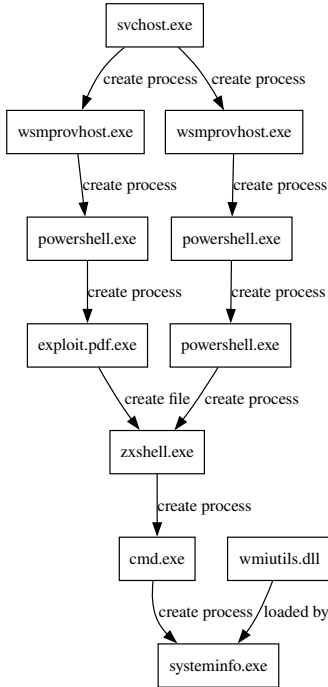 svchost.exe
create process create process
wsmprovhost.exe wsmprovhost.exe
create process create process
powershell.exe powershell.exe
create process create process
exploit.pdf.exe powershell.exe
create file create process
zxshell.exe
create process
cmd.exe wmiutils.dll
create process loaded by
systeminfo.exe